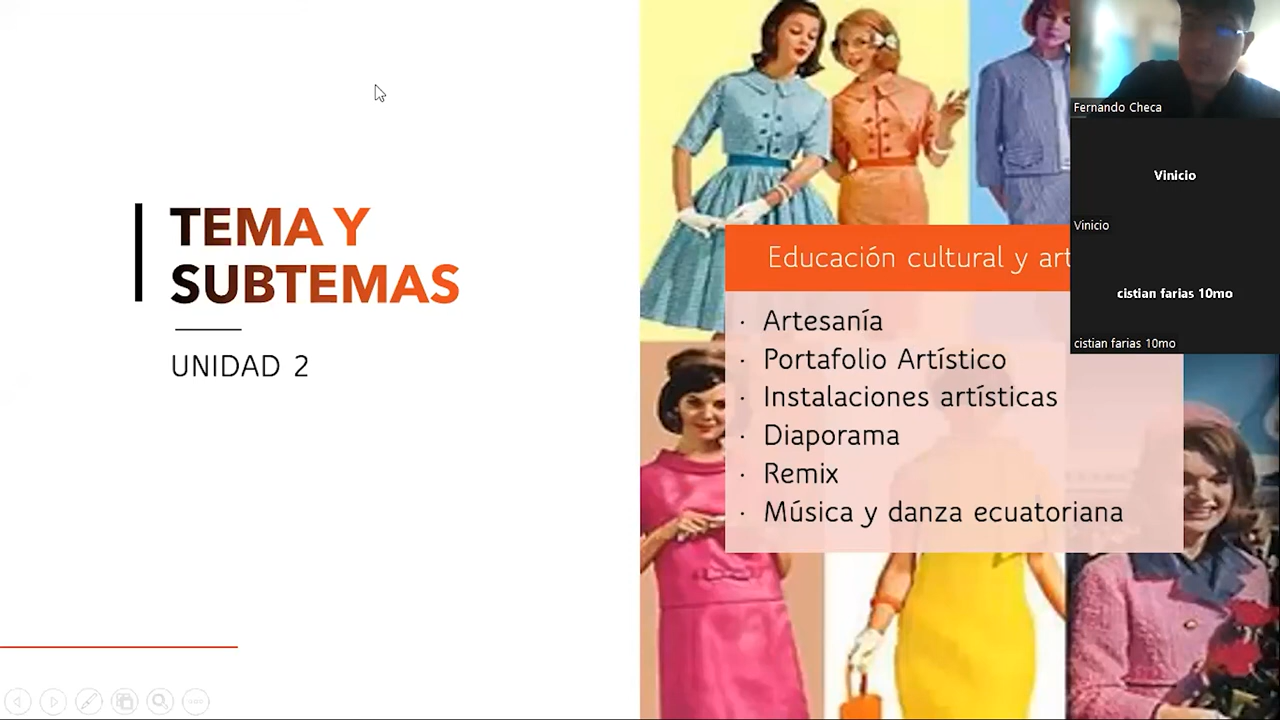 TEMA Y
SUBTEMAS
UNIDAD 2
Educación cultural y art
· Artesanía
· Portafolio Artístico
· Instalaciones artísticas
· Diaporama
· Remix
· Música y danza ecuatoriana
Fernando Checa
Vinicio
Vinicio
cistian farias 10mo
cistian farias 10mo